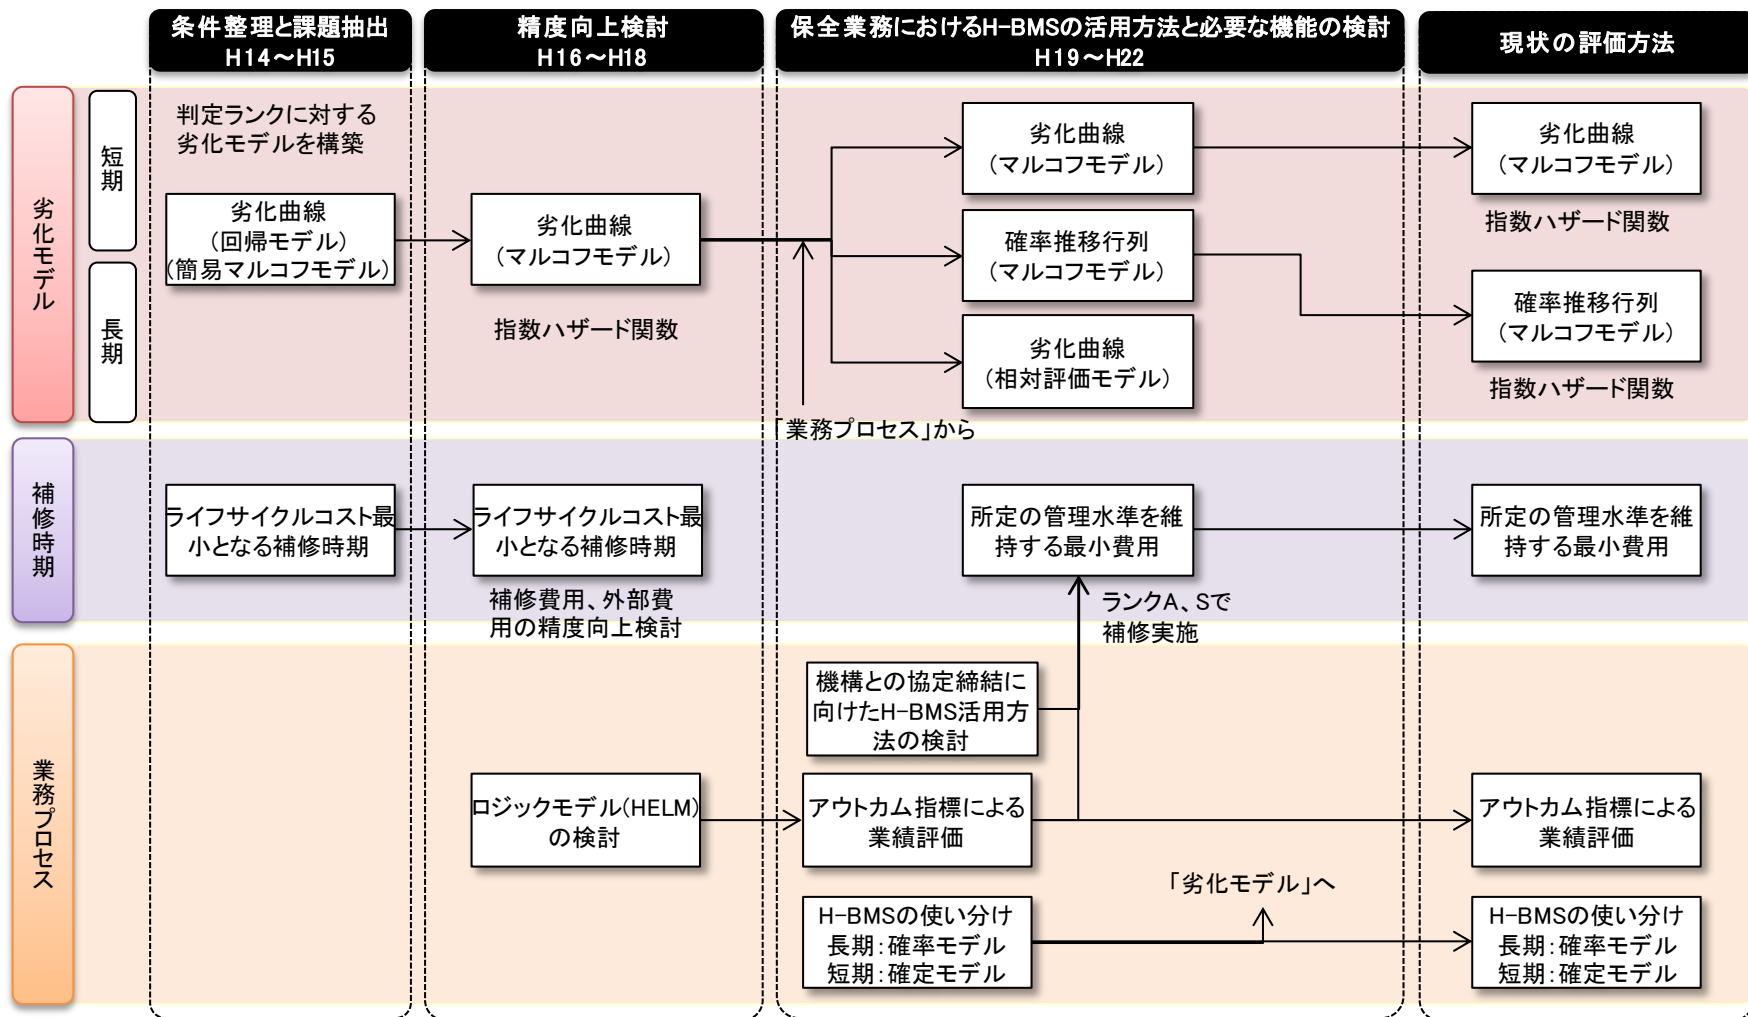 条件整理と課題抽出
H14～H15
精度向上検討
H16～H18
保全業務におけるH-BMSの活用方法と必要な機能の検討
H19～H22
現状の評価方法
劣化モデル
短期
長期
判定ランクに対する
劣化モデルを構築
劣化曲線
(回帰モデル)
(簡易マルコフモデル)
劣化曲線
(マルコフモデル)
指数ハザード関数
劣化曲線
(マルコフモデル)
確率推移行列
(マルコフモデル)
劣化曲線
(相対評価モデル)
「業務プロセス」から
劣化曲線
(マルコフモデル)
指数ハザード関数
確率推移行列
(マルコフモデル)
指数ハザード関数
補修時期
ライフサイクルコスト最
小となる補修時期
ライフサイクルコスト最
小となる補修時期
補修費用、外部費
用の精度向上検討
所定の管理水準を維
持する最小費用
ランクA、Sで
補修実施
所定の管理水準を維
持する最小費用
業務プロセス
機構との協定締結に
向けたH-BMS活用方
法の検討
ロジックモデル(HELM)
の検討
アウトカム指標による
業績評価
アウトカム指標による
業績評価
「劣化モデル」へ
H-BMSの使い分け
長期：確率モデル
短期：確定モデル
H-BMSの使い分け
長期：確率モデル
短期：確定モデル